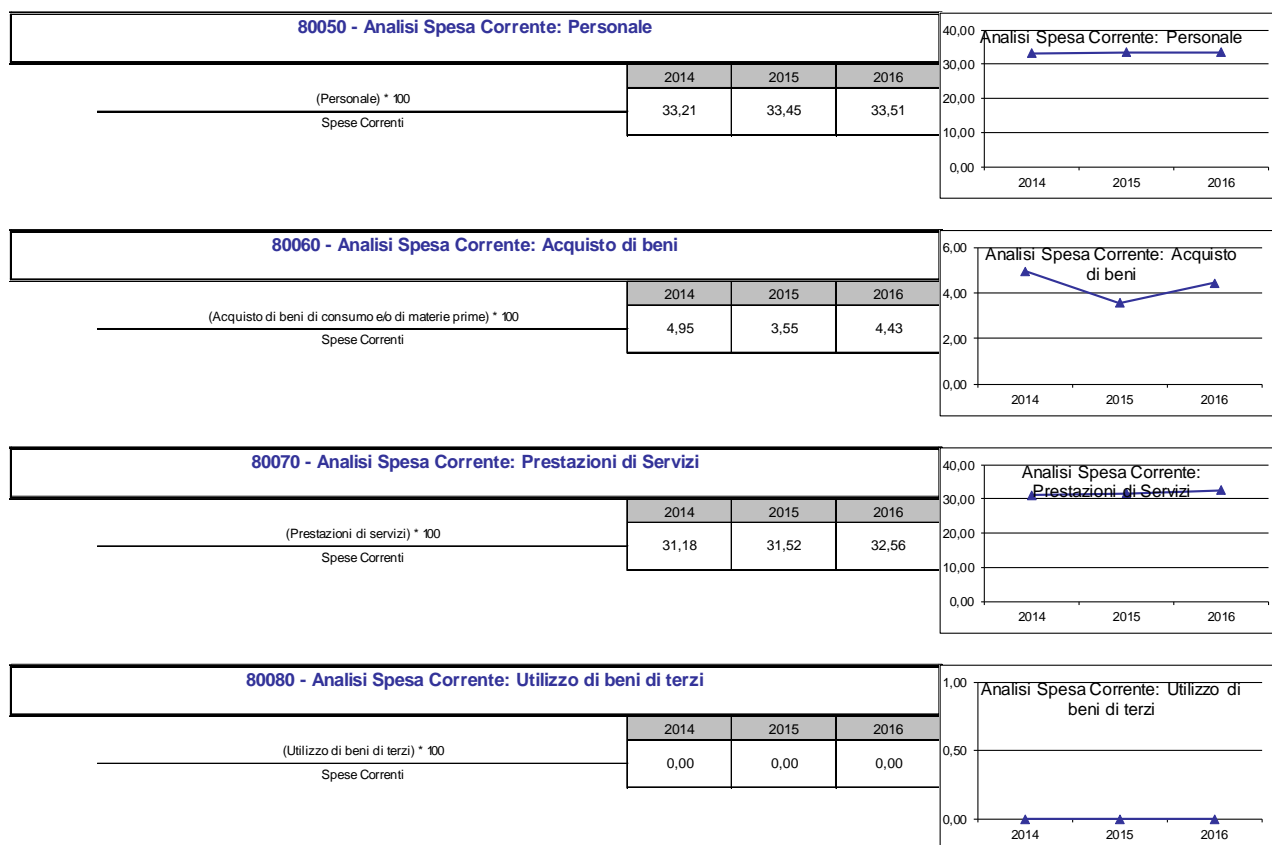 80050 - Analisi Spesa Corrente: Personale
2014 2015 2016
(Personale) * 100
Spese Correnti
33,21 33,45 33,51
Analisi Spesa Corrente: Personale
40,00
30,00
20,00
10,00
0,00
2014 2015 2016
80060 - Analisi Spesa Corrente: Acquisto di beni
2014 2015 2016
(Acquisto di beni di consumo e/o di materie prime) * 100
Spese Correnti
4,95 3,55 4,43
Analisi Spesa Corrente: Acquisto
di beni
6,00
4,00
2,00
0,00
2014 2015 2016
80070 - Analisi Spesa Corrente: Prestazioni di Servizi
2014 2015 2016
(Prestazioni di servizi) * 100
Spese Correnti
31,18 31,52 32,56
Analisi Spesa Corrente:
Prestazioni di Servizi
40,00
30,00
20,00
10,00
0,00
2014 2015 2016
80080 - Analisi Spesa Corrente: Utilizzo di beni di terzi
2014 2015 2016
(Utilizzo di beni di terzi) * 100
Spese Correnti
0,00 0,00 0,00
Analisi Spesa Corrente: Utilizzo di
beni di terzi
1,00
0,50
0,00
2014 2015 2016